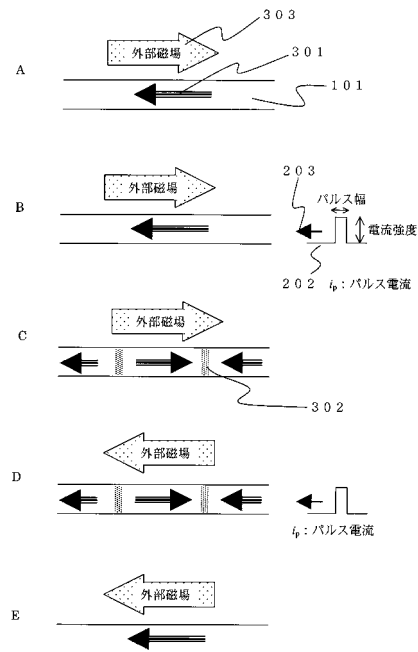 303
外部磁場
301
A
101
外部磁場
B
203
パルス幅
電流強度
202
ip：パルス電流
外部磁場
C
302
外部磁場
D
ip：パルス電流
外部磁場
E